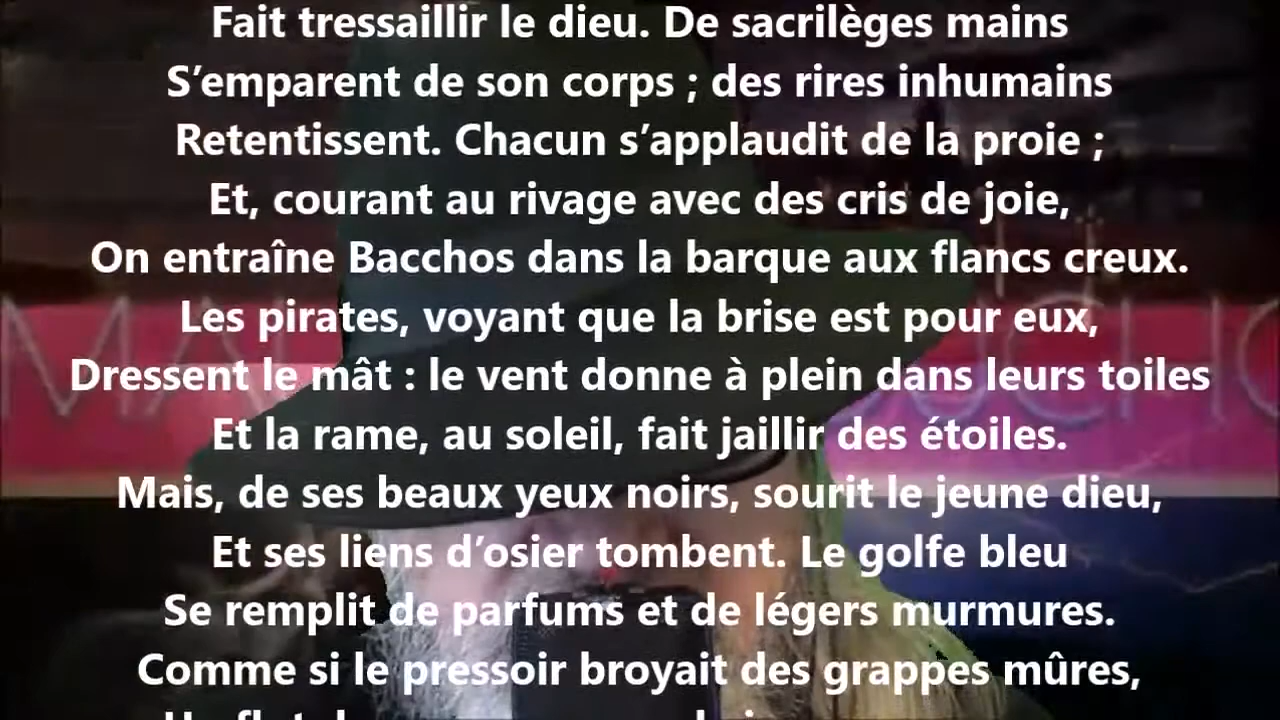 Fait tressaillir le dieu. De sacrilèges mains
S’emparent de son corps ; des rires inhumains
Retentissent. Chacun s’applaudit de la proie ;
Et, courant au rivage avec des cris de joie,
On entraîne Bacchos dans la barque aux flancs creux.
Les pirates, voyant que la brise est pour eux,
Dressent le mât : le vent donne à plein dans leurs toiles
Et la rame, au soleil, fait jaillir des étoiles.
Mais, de ses beaux yeux noirs, sourit le jeune dieu,
Et ses liens d’osier tombent. Le golfe bleu
Se remplit de parfums et de légers murmures.
Comme si le pressoir broyait des grappes mûres,